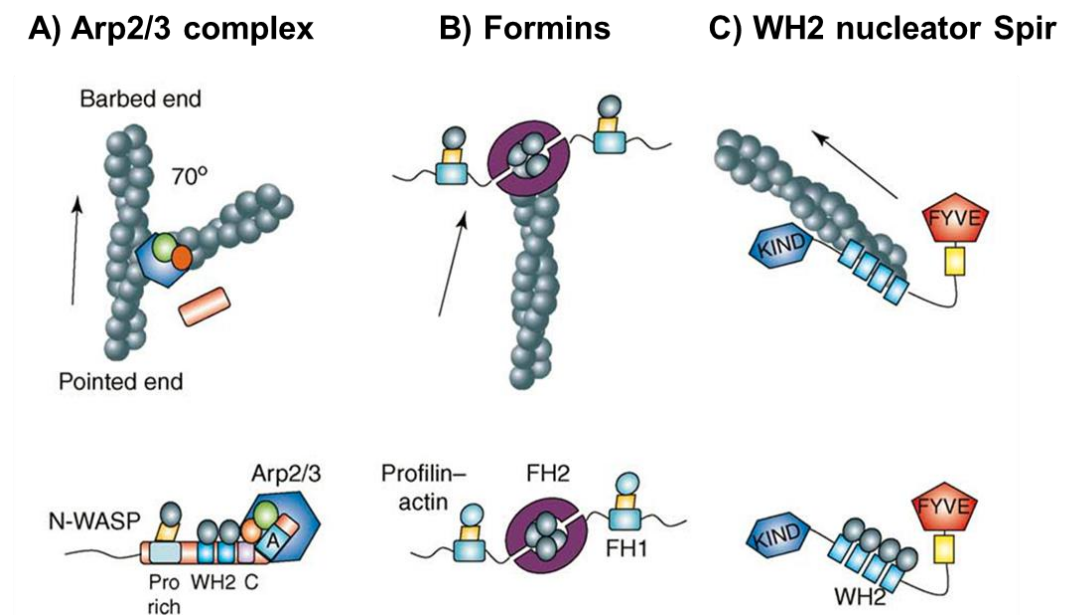 A) Arp2/3 complex
B) Formins
C) WH2 nucleator Spir
Barbed end
70º
Pointed end
KIND
FYVE
Arp2/3
N-WASP
A
Pro
rich
WH2 C
Profilin–
actin
FH2
FH1
KIND
FYVE
WH2